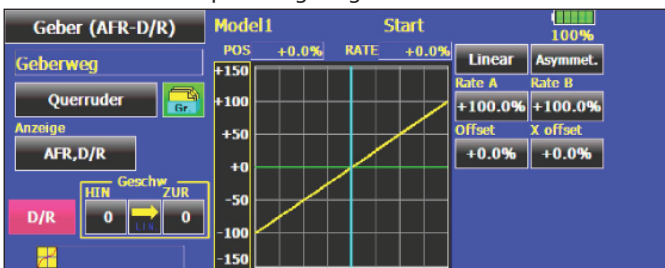 Geber (AFR-D/R)
Model1
Start
100%
POS +0.0% RATE +0.0%
Geberweg
Querruder
Gr.
Anzeige
AFR,D/R
Geschw
HIN ZUR
D/R
0 LIN 0
+150
+100
+50
+0
-50
-100
-150
Linear Asymmet.
Rate A Rate B
+100.0% +100.0%
Offset X offset
+0.0% +0.0%